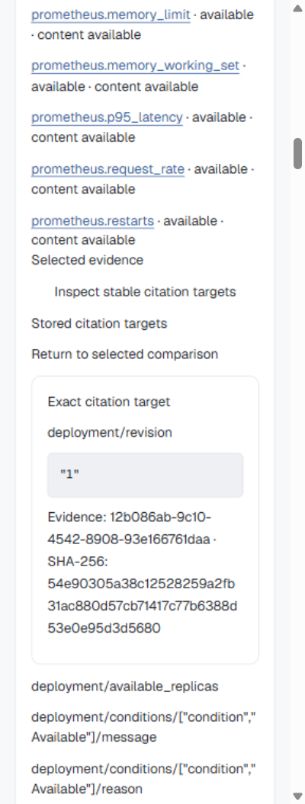 prometheus.memory_limit · available
· content available
prometheus.memory_working_set ·
available · content available
prometheus.p95_latency · available ·
content available
prometheus.request_rate · available ·
content available
prometheus.restarts · available ·
content available
Selected evidence
Inspect stable citation targets
Stored citation targets
Return to selected comparison
Exact citation target
deployment/revision
"1"
Evidence: 12b086ab-9c10-
4542-8908-93e166761daa ·
SHA-256:
54e90305a38c12528259a2fb
31ac880d57cb71417c77b6388d
53e0e95d3d5680
deployment/available_replicas
deployment/conditions/["condition","
Available"]/message
deployment/conditions/["condition","
Available"]/reason